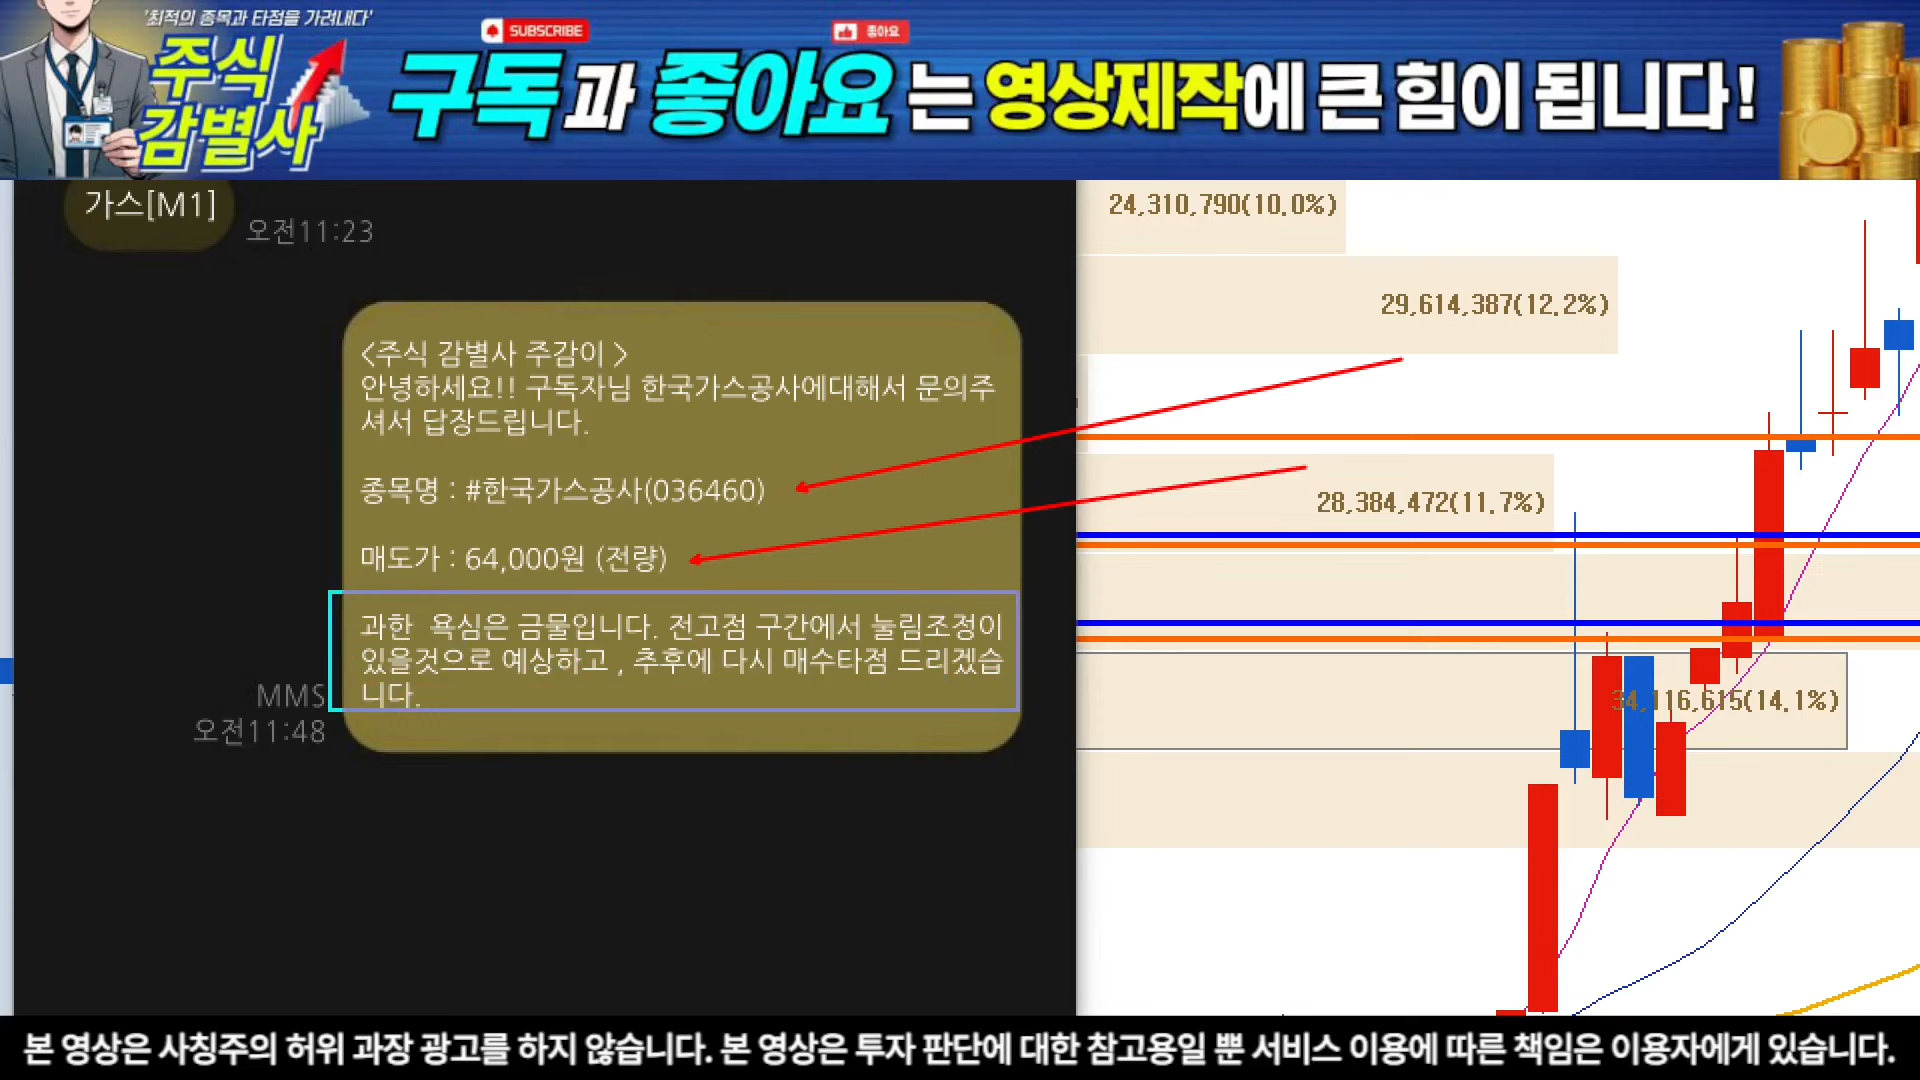 '최적의 종목과 타점을 가려내다'
주식
감별사
SUBSCRIBE
좋아요
구독과 좋아요는 영상제작에 큰 힘이 됩니다!
가스[M1]
오전11:23
<주식 감별사 주감이 >
안녕하세요!! 구독자님 한국가스공사에대해서 문의주
셔서 답장드립니다.
종목명 : #한국가스공사(036460)
매도가 : 64,000원 (전량)
과한  욕심은 금물입니다. 전고점 구간에서 눌림조정이
있을것으로 예상하고 , 추후에 다시 매수타점 드리겠습
니다.
MMS
오전11:48
24,310,790(10.0%)
29,614,387(12.2%)
28,384,472(11.7%)
34,116,615(14.1%)
본 영상은 사칭주의 허위 과장 광고를 하지 않습니다. 본 영상은 투자 판단에 대한 참고용일 뿐 서비스 이용에 따른 책임은 이용자에게 있습니다.